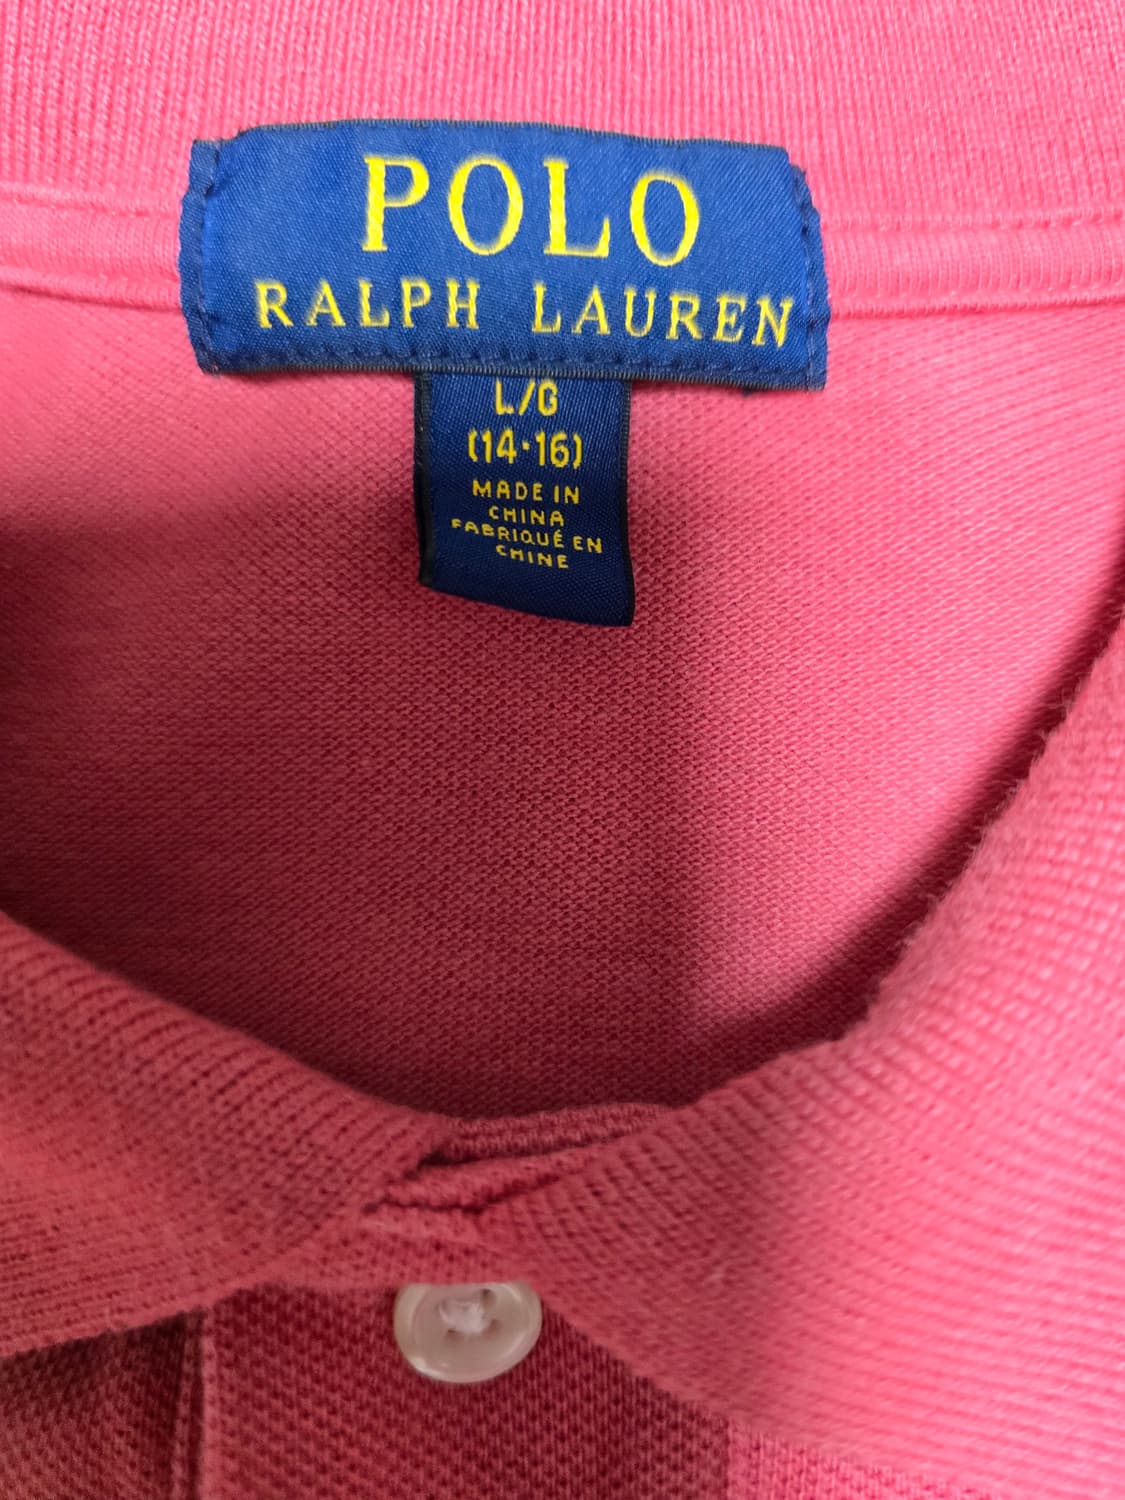 POLO
RALPH LAUREN
L/G
(14-16)
MADE IN
CHINA
FABRIQUÉ EN
CHINE